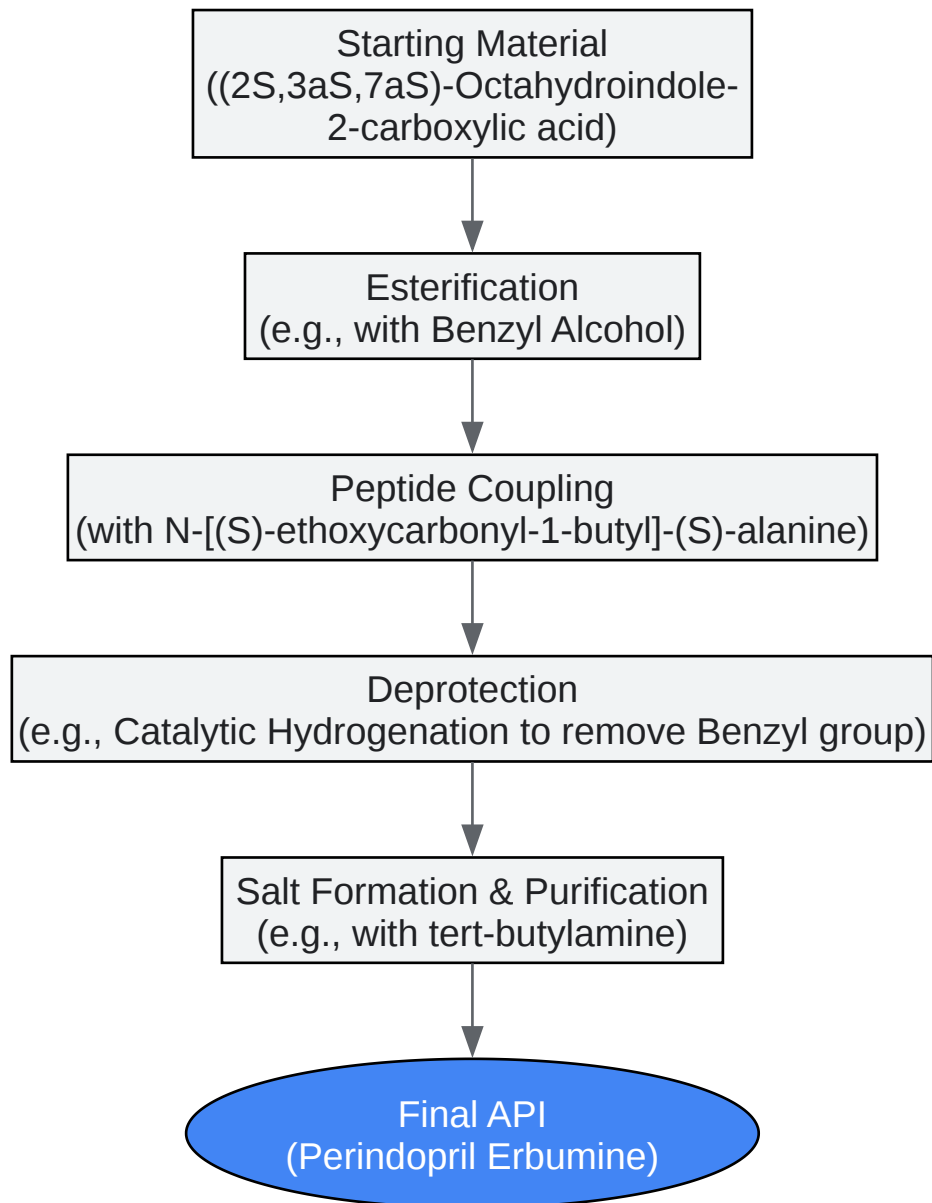 Starting Material
((2S,3aS,7aS)-Octahydroindole-
2-carboxylic acid)
Esterification
(e.g., with Benzyl Alcohol)
Peptide Coupling
(with N-[(S)-ethoxycarbonyl-1-butyl]-(S)-alanine)
Deprotection
(e.g., Catalytic Hydrogenation to remove Benzyl group)
Salt Formation & Purification
(e.g., with tert-butylamine)
Final API
(Perindopril Erbumine)